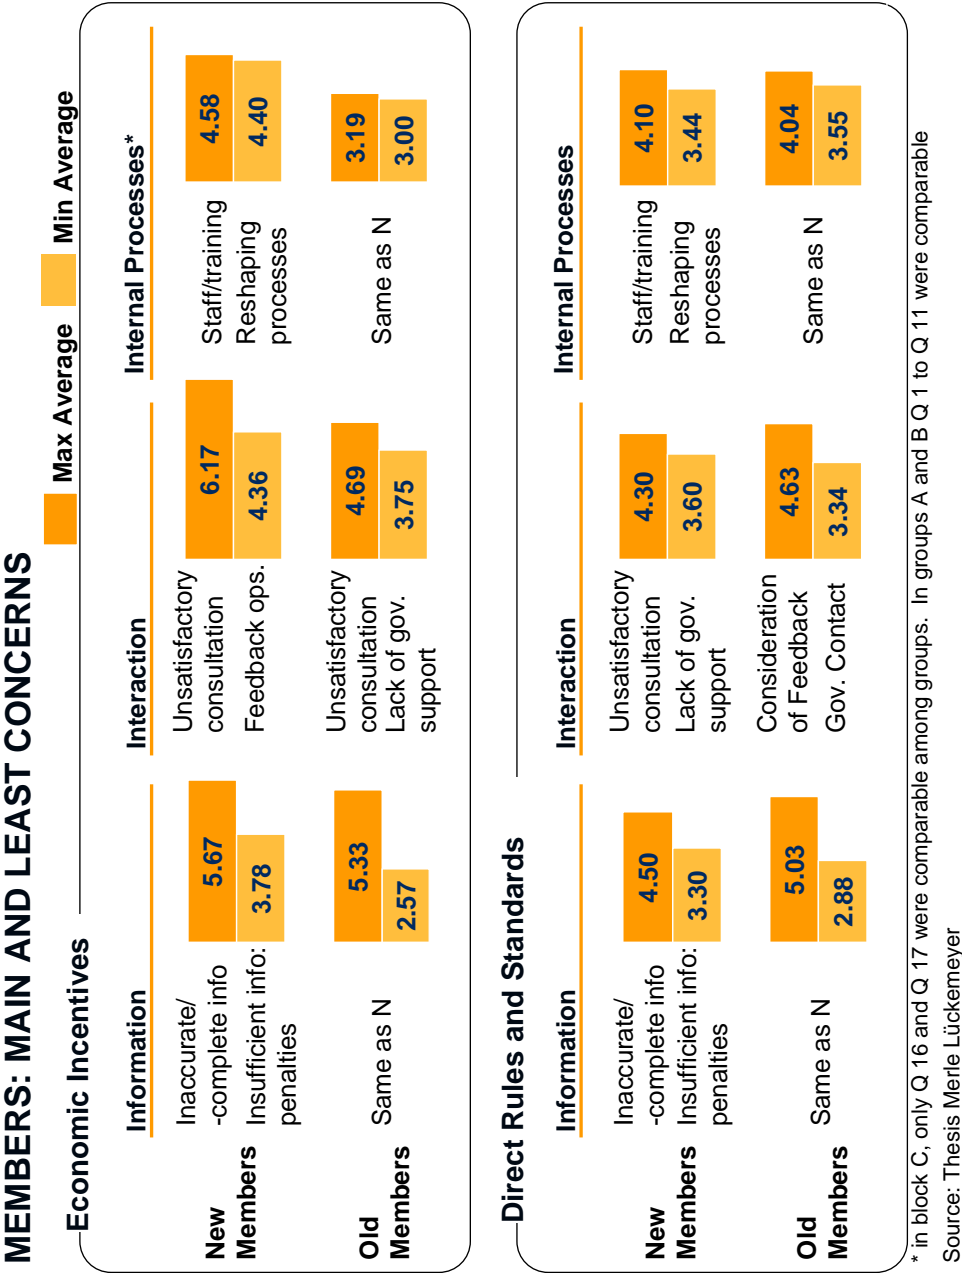 MEMBERS: MAIN AND LEAST CONCERNS
Max Average
Min Average
Economic Incentives
Information
Interaction
Internal Processes*
New
Members
Inaccurate/
-complete info
Insufficient info:
penalties
5.67
3.78
Unsatisfactory
consultation
Feedback ops.
6.17
4.36
Staff/training
Reshaping
processes
4.58
4.40
Old
Members
Same as N
5.33
2.57
Unsatisfactory
consultation
Lack of gov.
support
4.69
3.75
Same as N
3.19
3.00
Direct Rules and Standards
Information
Interaction
Internal Processes
New
Members
Inaccurate/
-complete info
Insufficient info:
penalties
4.50
3.30
Unsatisfactory
consultation
Lack of gov.
support
4.30
3.60
Staff/training
Reshaping
processes
4.10
3.44
Old
Members
Same as N
5.03
2.88
Consideration
of Feedback
Gov. Contact
4.63
3.34
Same as N
4.04
3.55
* in block C, only Q 16 and Q 17 were comparable among groups. In groups A and B Q 1 to Q 11 were comparable
Source: Thesis Merle Lückemeyer